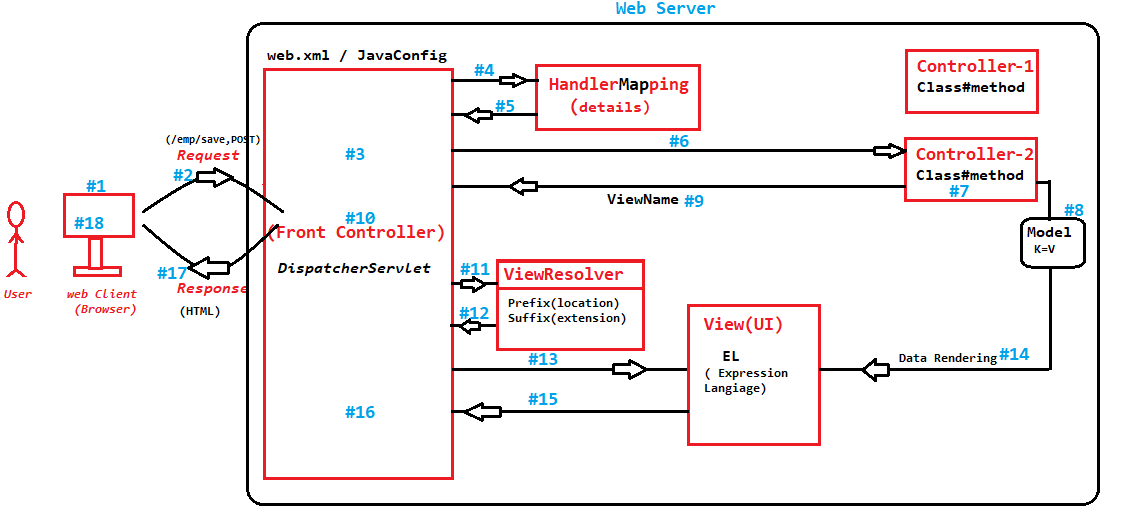 Web Server
web.xml / JavaConfig
#4
HandlerMapping
(details)
#5
Controller-1
Class#method
(/emp/save,POST)
Request
#2
#3
#6
Controller-2
Class#method
#7
#1
#18
ViewName #9
#8
Model
K=V
#10
(Front Controller)
DispatcherServlet
#17
Response
(HTML)
User
web Client
(Browser)
#11
ViewResolver
Prefix(location)
Suffix(extension)
#12
#13
View(UI)
EL
( Expression
Langiage)
Data Rendering #14
#15
#16